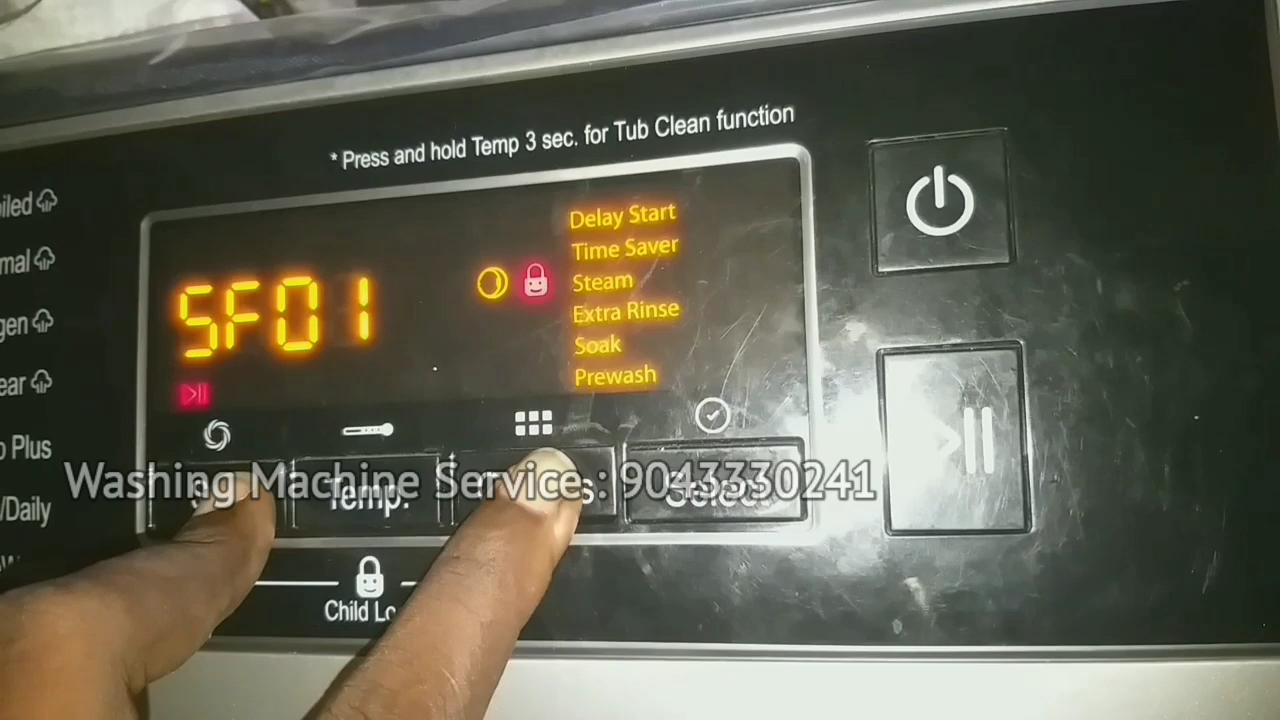 * Press and hold Temp 3 sec. for Tub Clean function
Delay Start
Time Saver
Steam
Extra Rinse
Soak
Prewash
SF01
Plus
/Daily
Temp.
Select
Washing Machine Service : 9043330241
Child